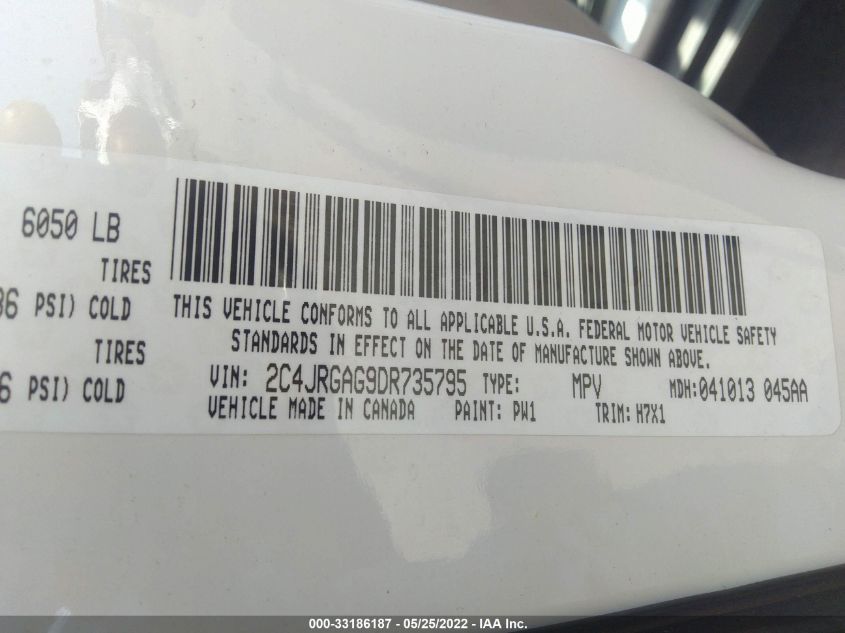 6050 LB
TIRES
36 PSI) COLD
TIRES
6 PSI) COLD
THIS VEHICLE CONFORMS TO ALL APPLICABLE U.S.A. FEDERAL MOTOR VEHICLE SAFETY
STANDARDS IN EFFECT ON THE DATE OF MANUFACTURE SHOWN ABOVE.
VIN: 2C4JRGAG9DR735795 TYPE: MPV MDH:041013 045AA
VEHICLE MADE IN CANADA PAINT: PW1 TRIM: H7X1
000-33186187 - 05/25/2022 - IAA Inc.